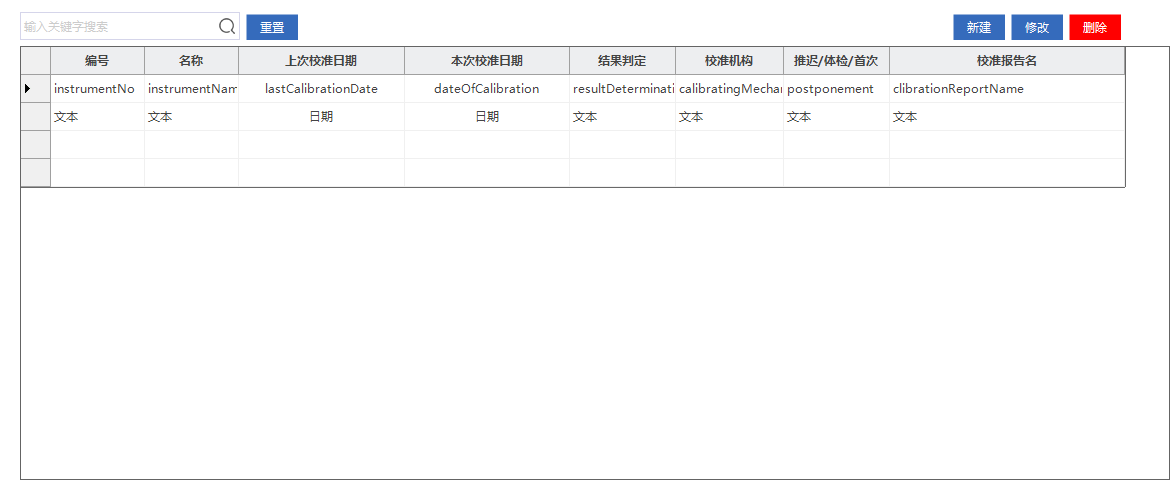 输入关键字搜索 重置 新建 修改 删除
编号 名称 上次校准日期 本次校准日期 结果判定 校准机构 推迟/体检/首次 校准报告名
instrumentNo instrumentNam lastCalibrationDate dateOfCalibration resultDeterminati calibratingMechar postponement clibrationReportName
文本 文本 日期 日期 文本 文本 文本 文本